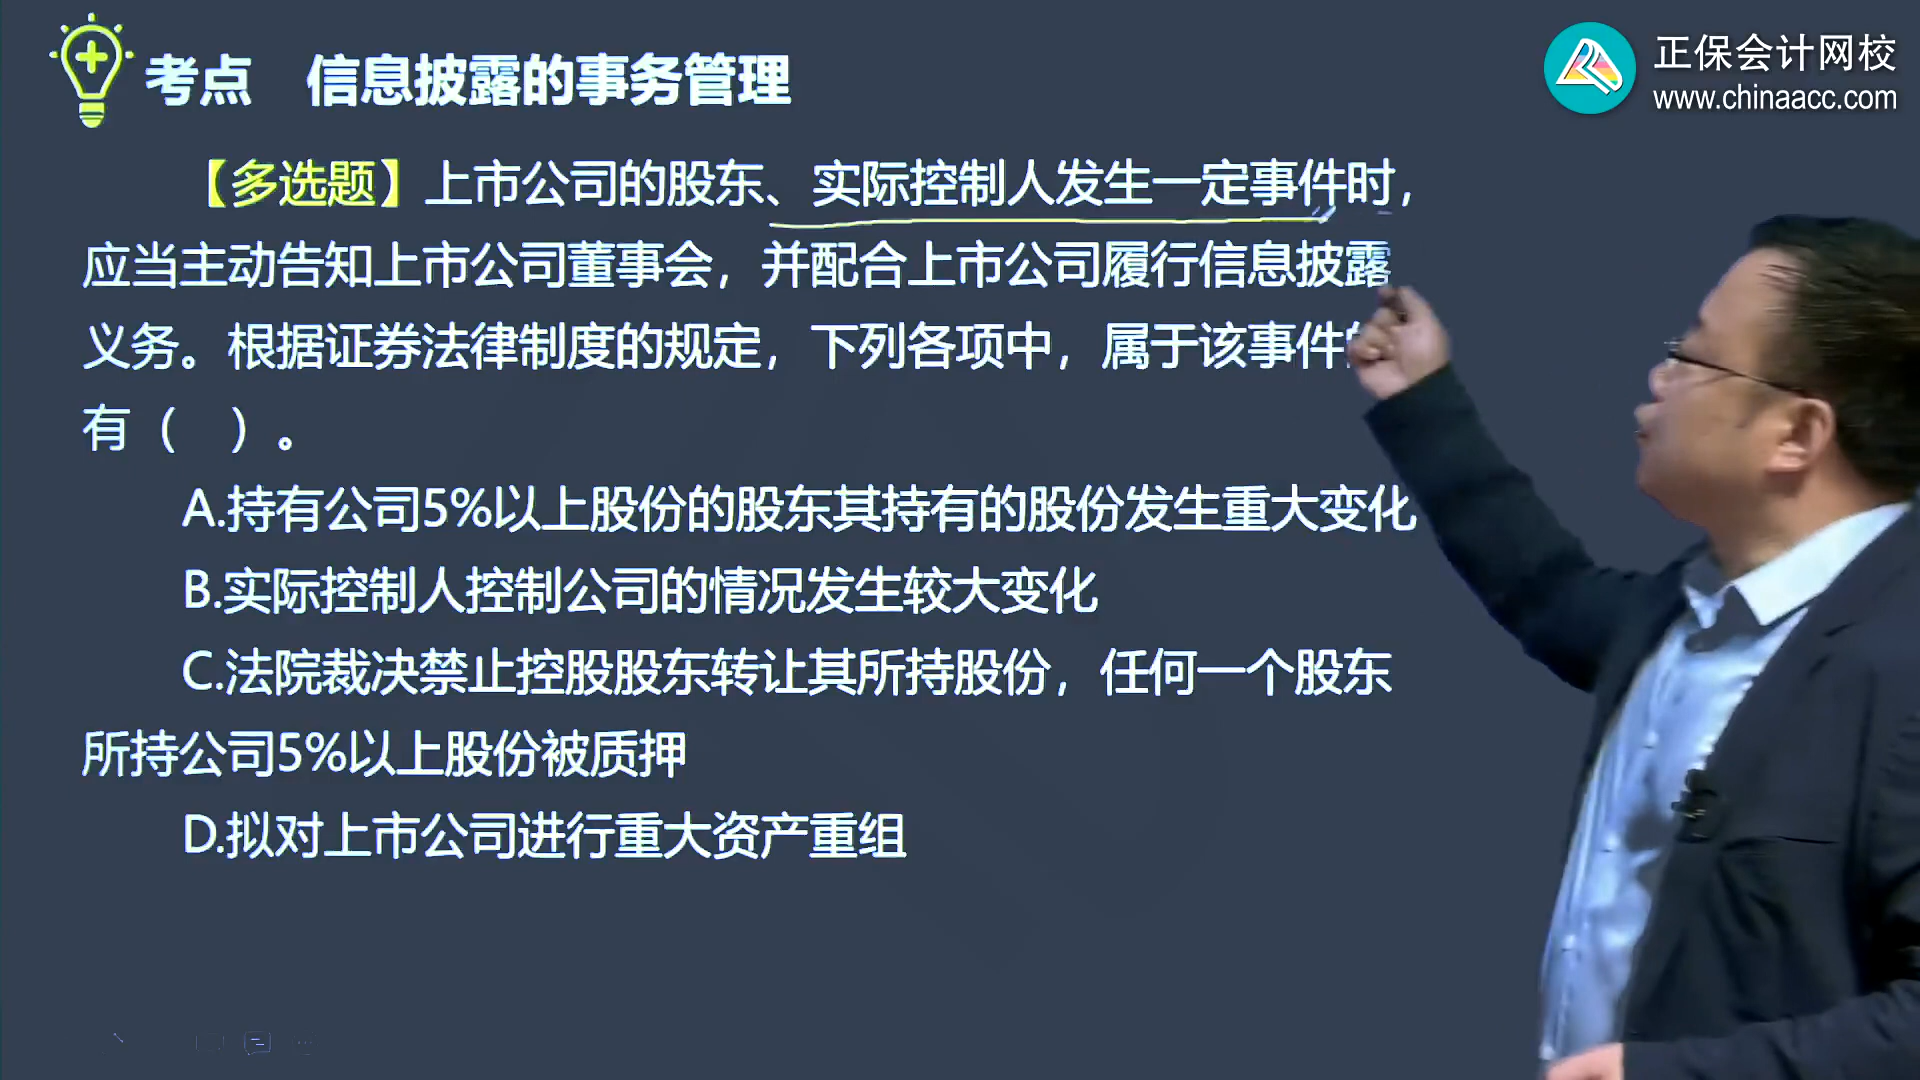 考点 信息披露的事务管理
正保会计网校
www.chinaacc.com
【多选题】上市公司的股东、实际控制人发生一定事件时，
应当主动告知上市公司董事会，并配合上市公司履行信息披露
义务。根据证券法律制度的规定，下列各项中，属于该事件
有（ ）。
A.持有公司5%以上股份的股东其持有的股份发生重大变化
B.实际控制人控制公司的情况发生较大变化
C.法院裁决禁止控股股东转让其所持股份，任何一个股东
所持公司5%以上股份被质押
D.拟对上市公司进行重大资产重组